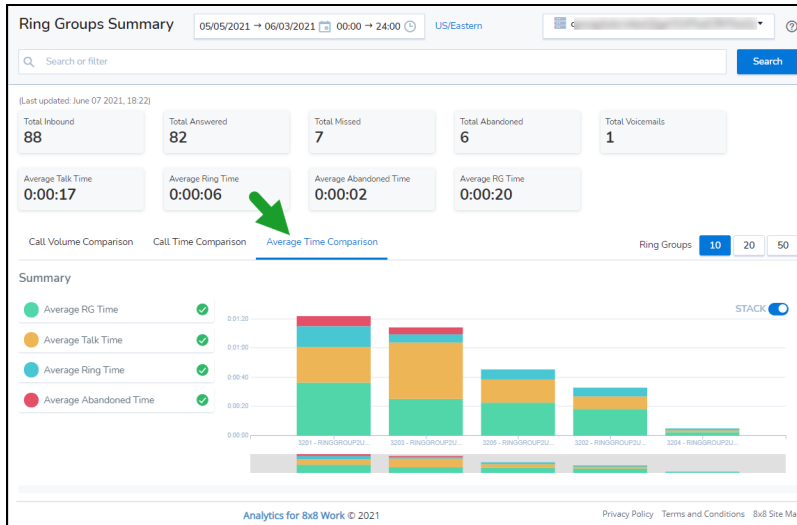 Ring Groups Summary
05/05/2021 → 06/03/2021 00:00 → 24:00
US/Eastern
Search or filter
Search
(Last updated: June 07 2021, 18:22)
Total Inbound
88
Total Answered
82
Total Missed
7
Total Abandoned
6
Total Voicemails
1
Average Talk Time
0:00:17
Average Ring Time
0:00:06
Average Abandoned Time
0:00:02
Average RG Time
0:00:20
Call Volume Comparison
Call Time Comparison
Average Time Comparison
Ring Groups 10 20 50
Summary
Average RG Time
Average Talk Time
Average Ring Time
Average Abandoned Time
STACK
0:01:20
0:01:00
0:00:40
0:00:20
0:00:00
3201 - RINGGROUP2U...
3203 - RINGGROUP2U...
3205 - RINGGROUP2U...
3202 - RINGGROUP2U...
3204 - RINGGROUP2U...
Analytics for 8x8 Work © 2021
Privacy Policy Terms and Conditions 8x8 Site Ma